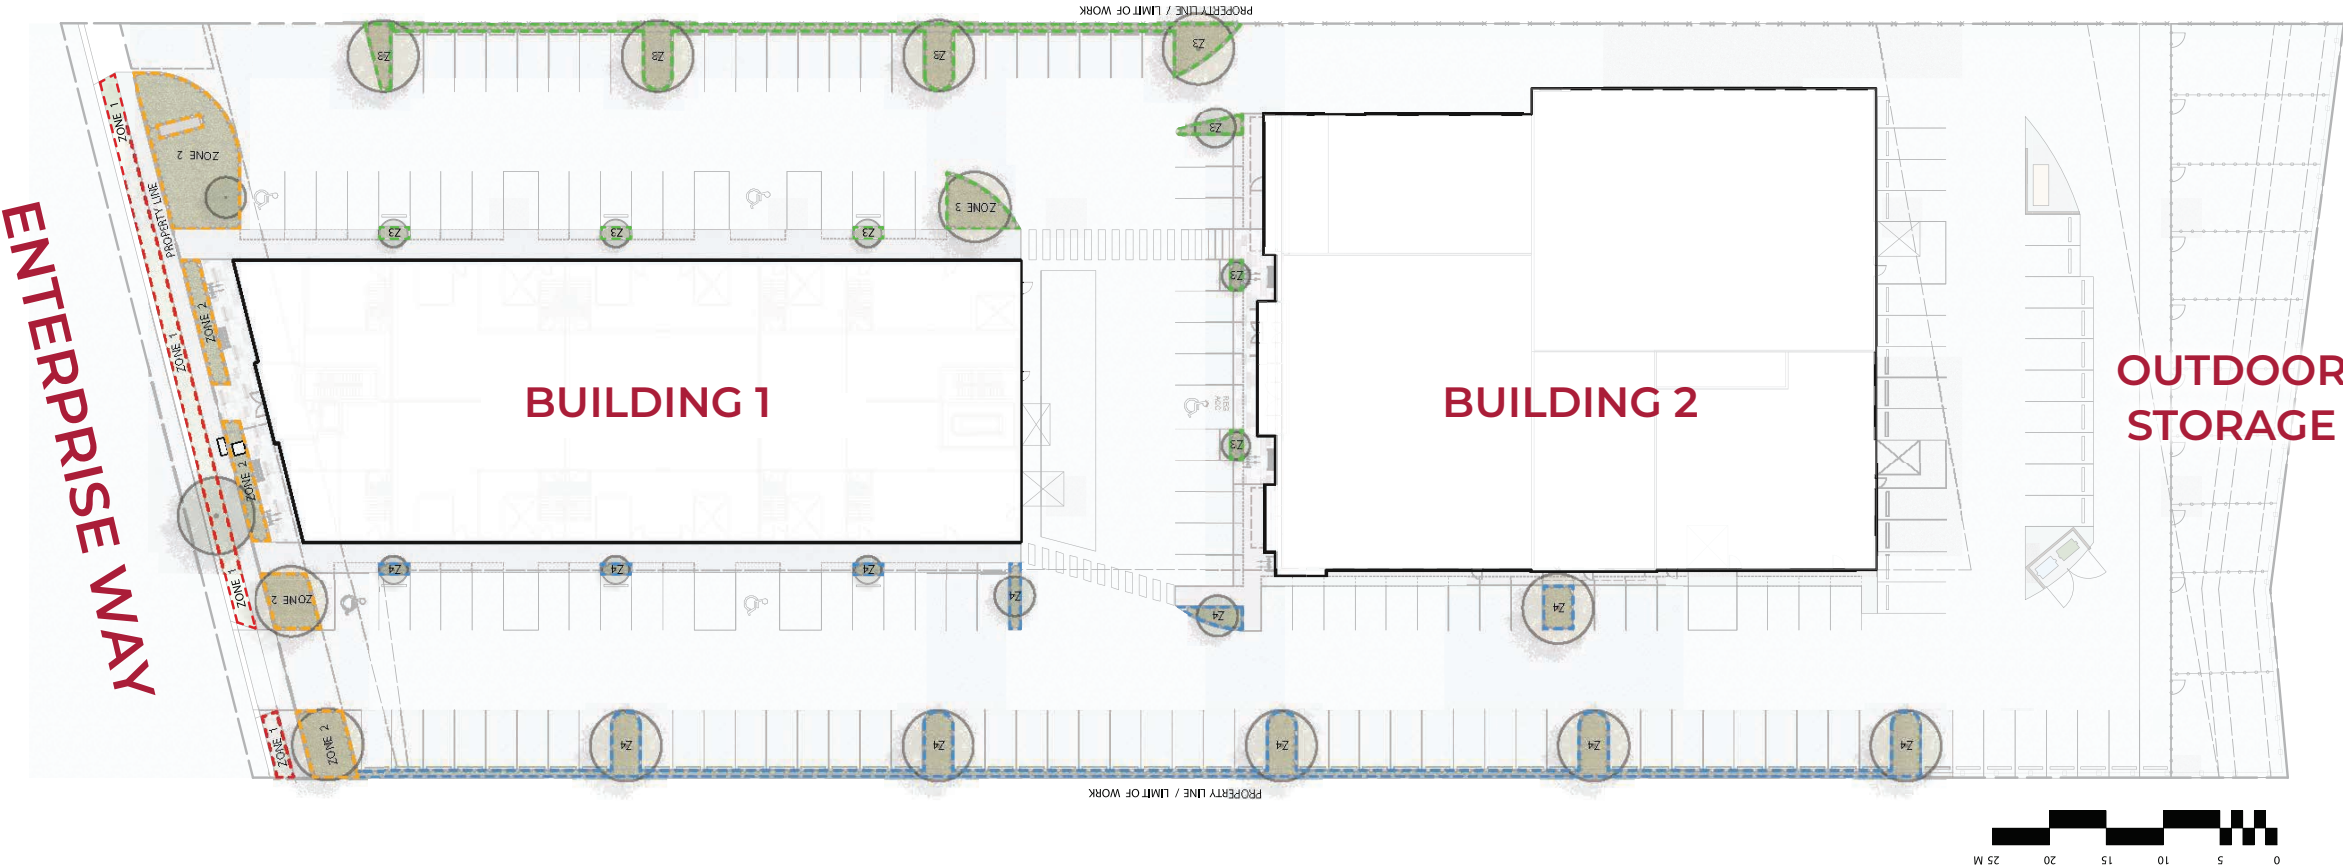 PROPERTY LINE / LIMIT OF WORK
Z3
Z3
Z3
Z3
ZONE 1
ZONE 2
Z3
PROPERTY LINE
ZONE 3
Z3
Z3
Z3
Z3
ENTERPRISE WAY
ZONE 1
ZONE 2
BUILDING 1
BUILDING 2
OUTDOOR
STORAGE
REG
ACC
Z3
ZONE 2
Z4
Z4
Z4
ZONE 1
ZONE 2
Z4
Z4
Z4
ZONE 1
ZONE 2
Z4
Z4
Z4
Z4
Z4
PROPERTY LINE / LIMIT OF WORK
0 5 10 15 20 25 M